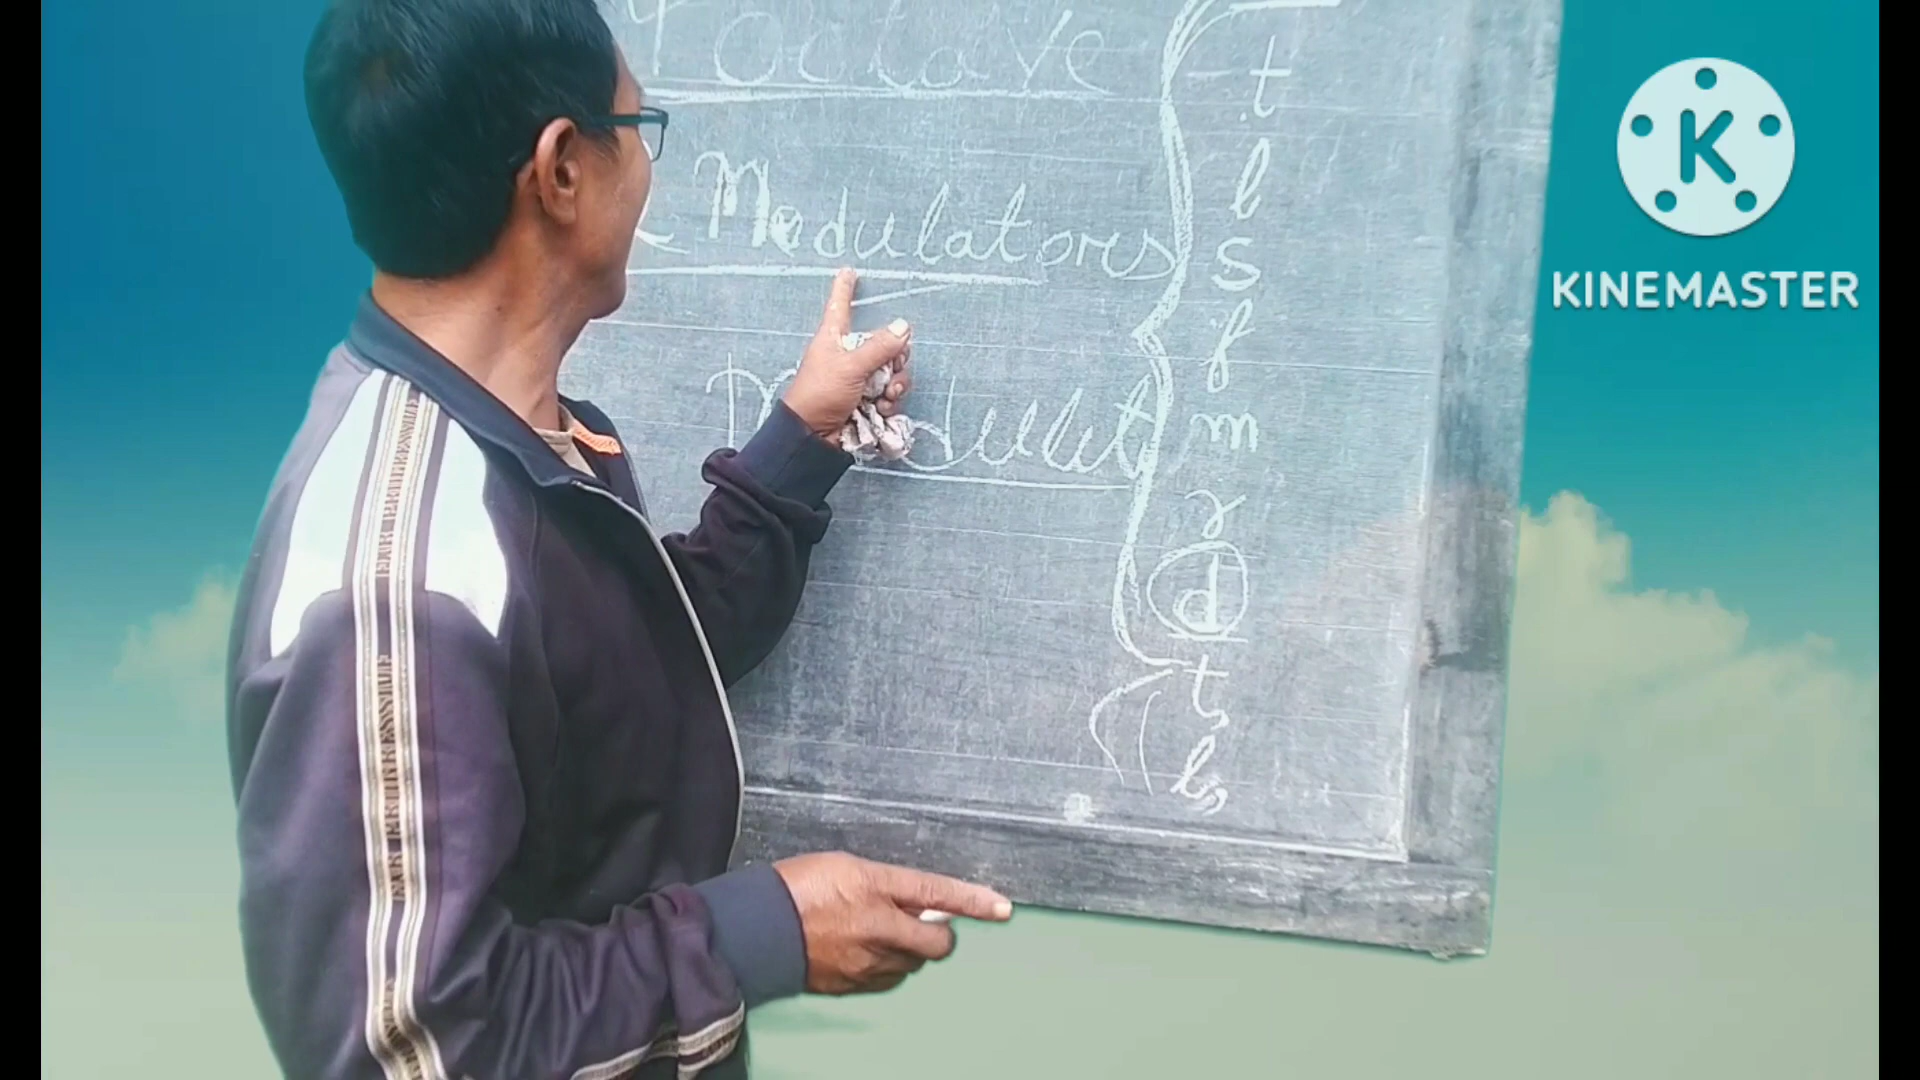 Octave
t
l
Modulators
s
f
m
r
d
t,
l,
K
KINEMASTER